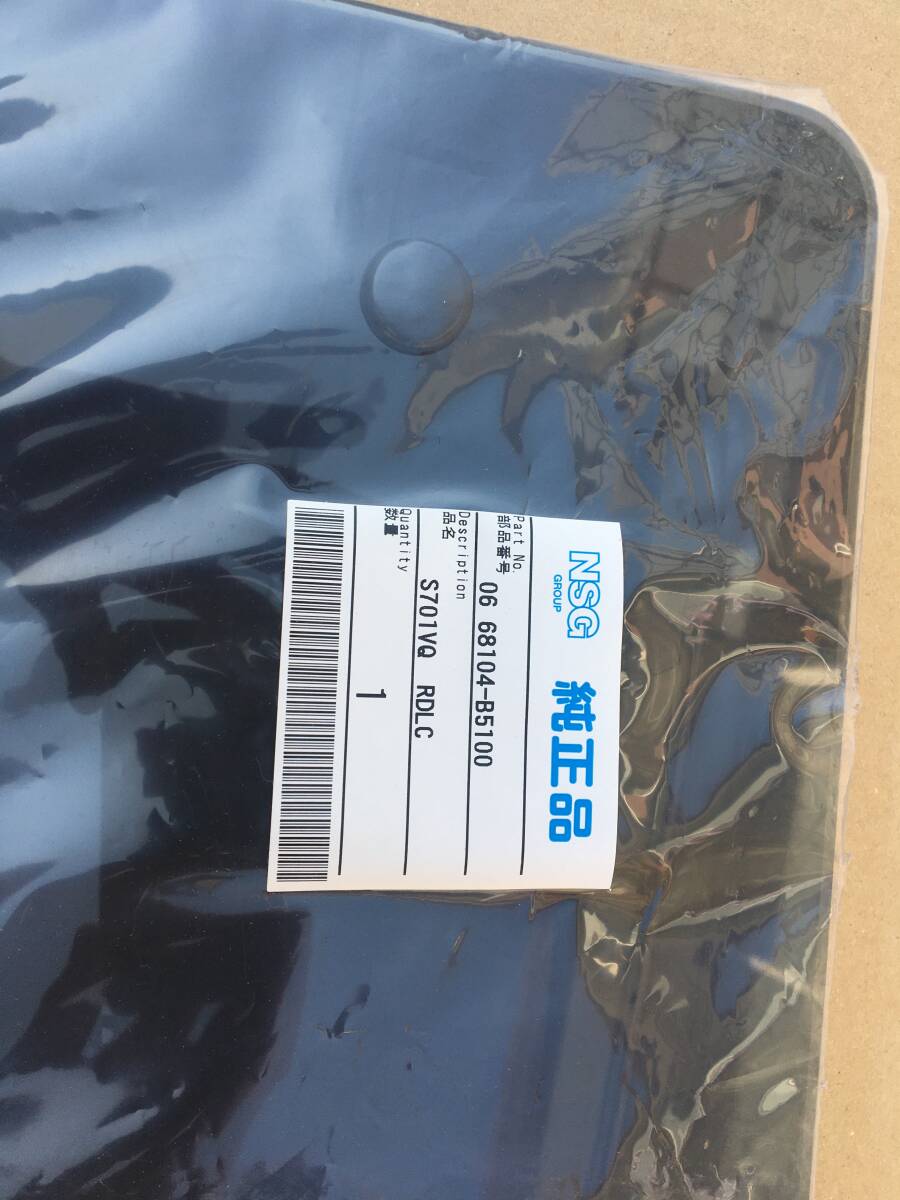 NSG
GROUP
純正品
Part No.
部品番号 06 68104-B5100
Description
品名
S701VQ RDLC
Quantity
数量
1